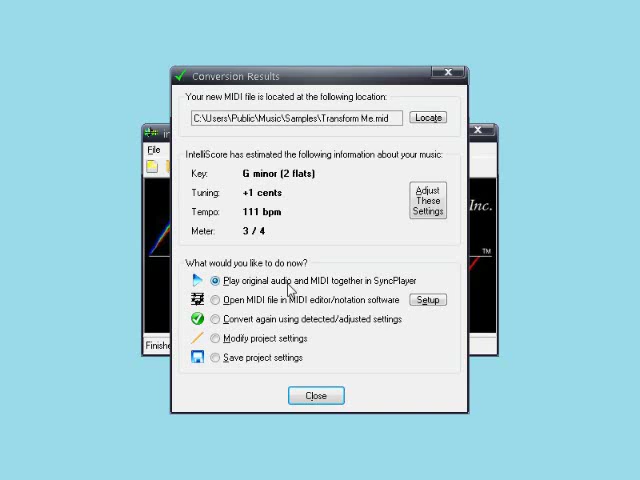 Conversion Results
Your new MIDI file is located at the following location:
C:\Users\Public\Music\Samples\Transform Me.mid
Locate
IntelliScore has estimated the following information about your music:
Key: G minor (2 flats)
Tuning: +1 cents
Tempo: 111 bpm
Meter: 3 / 4
Adjust
These
Settings
What would you like to do now?
Play original audio and MIDI together in SyncPlayer
Open MIDI file in MIDI editor/notation software
Setup
Convert again using detected/adjusted settings
Modify project settings
Save project settings
Close
File
Inc.
TM